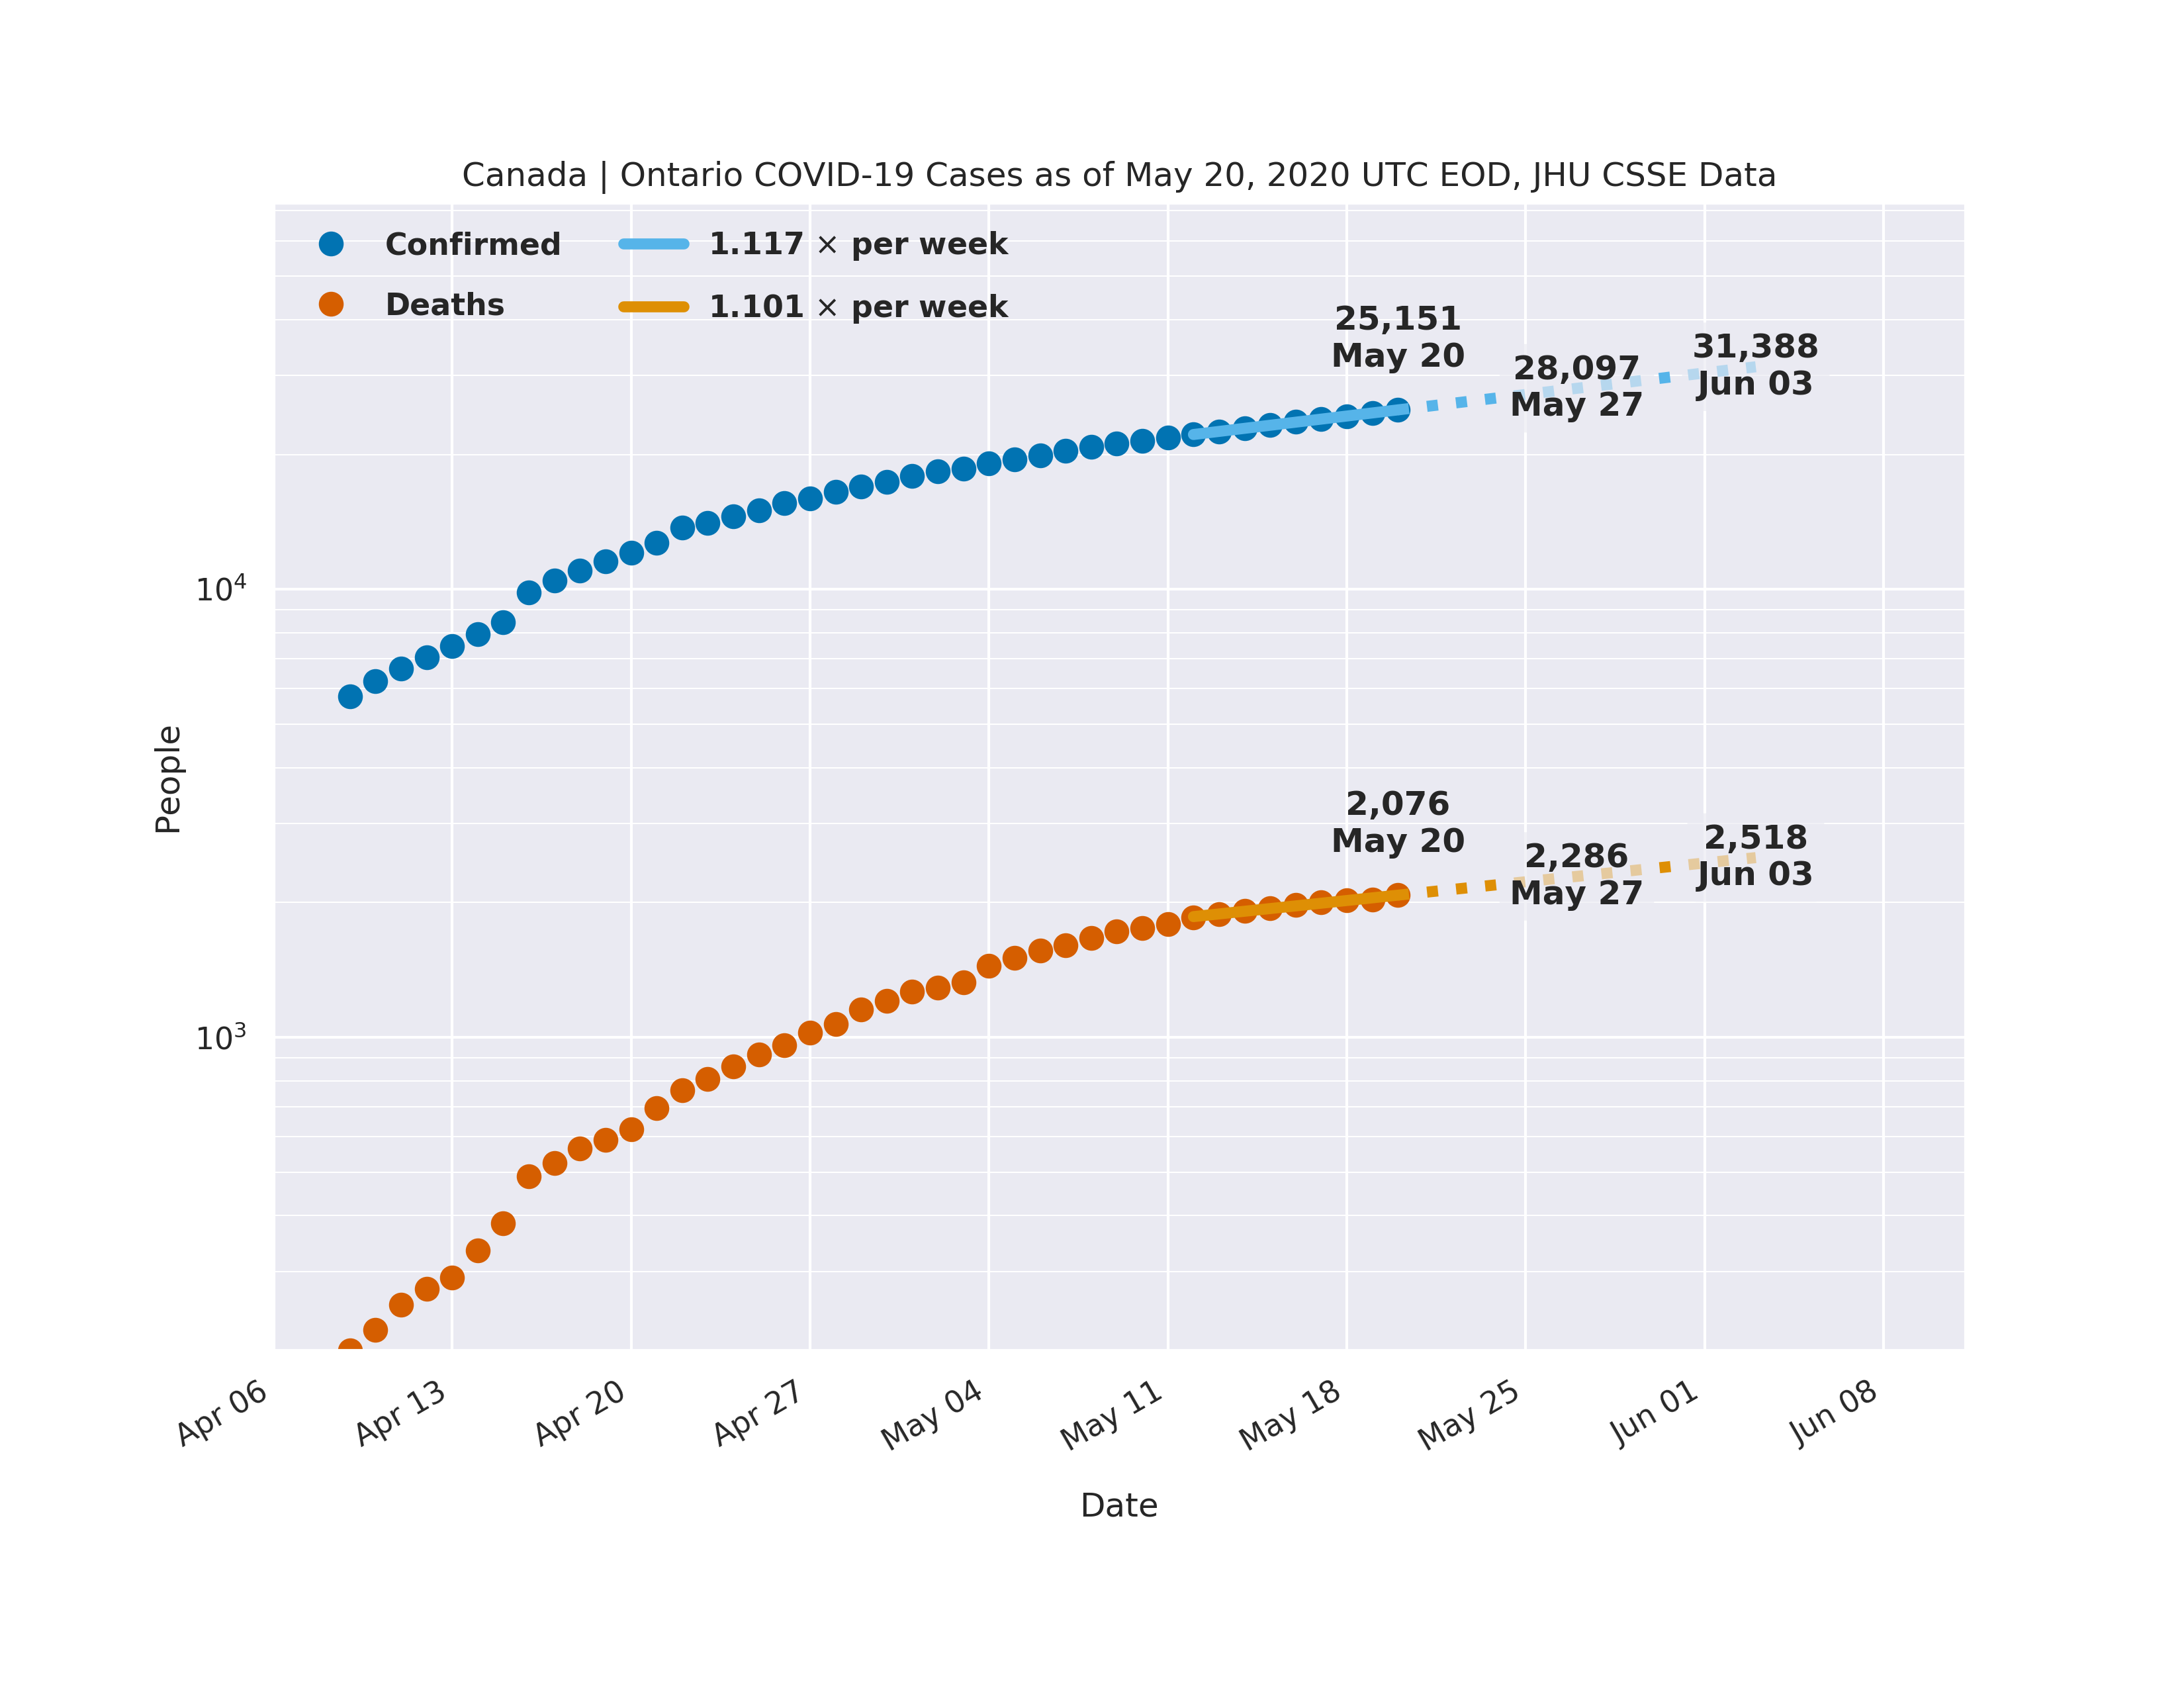 Canada | Ontario COVID-19 Cases as of May 20, 2020 UTC EOD, JHU CSSE Data
Confirmed
Deaths
1.117 × per week
1.101 × per week
25,151
May 20
28,097
May 27
31,388
Jun 03
2,076
May 20
2,286
May 27
2,518
Jun 03
People
10⁴
10³
Apr 06
Apr 13
Apr 20
Apr 27
May 04
May 11
May 18
May 25
Jun 01
Jun 08
Date